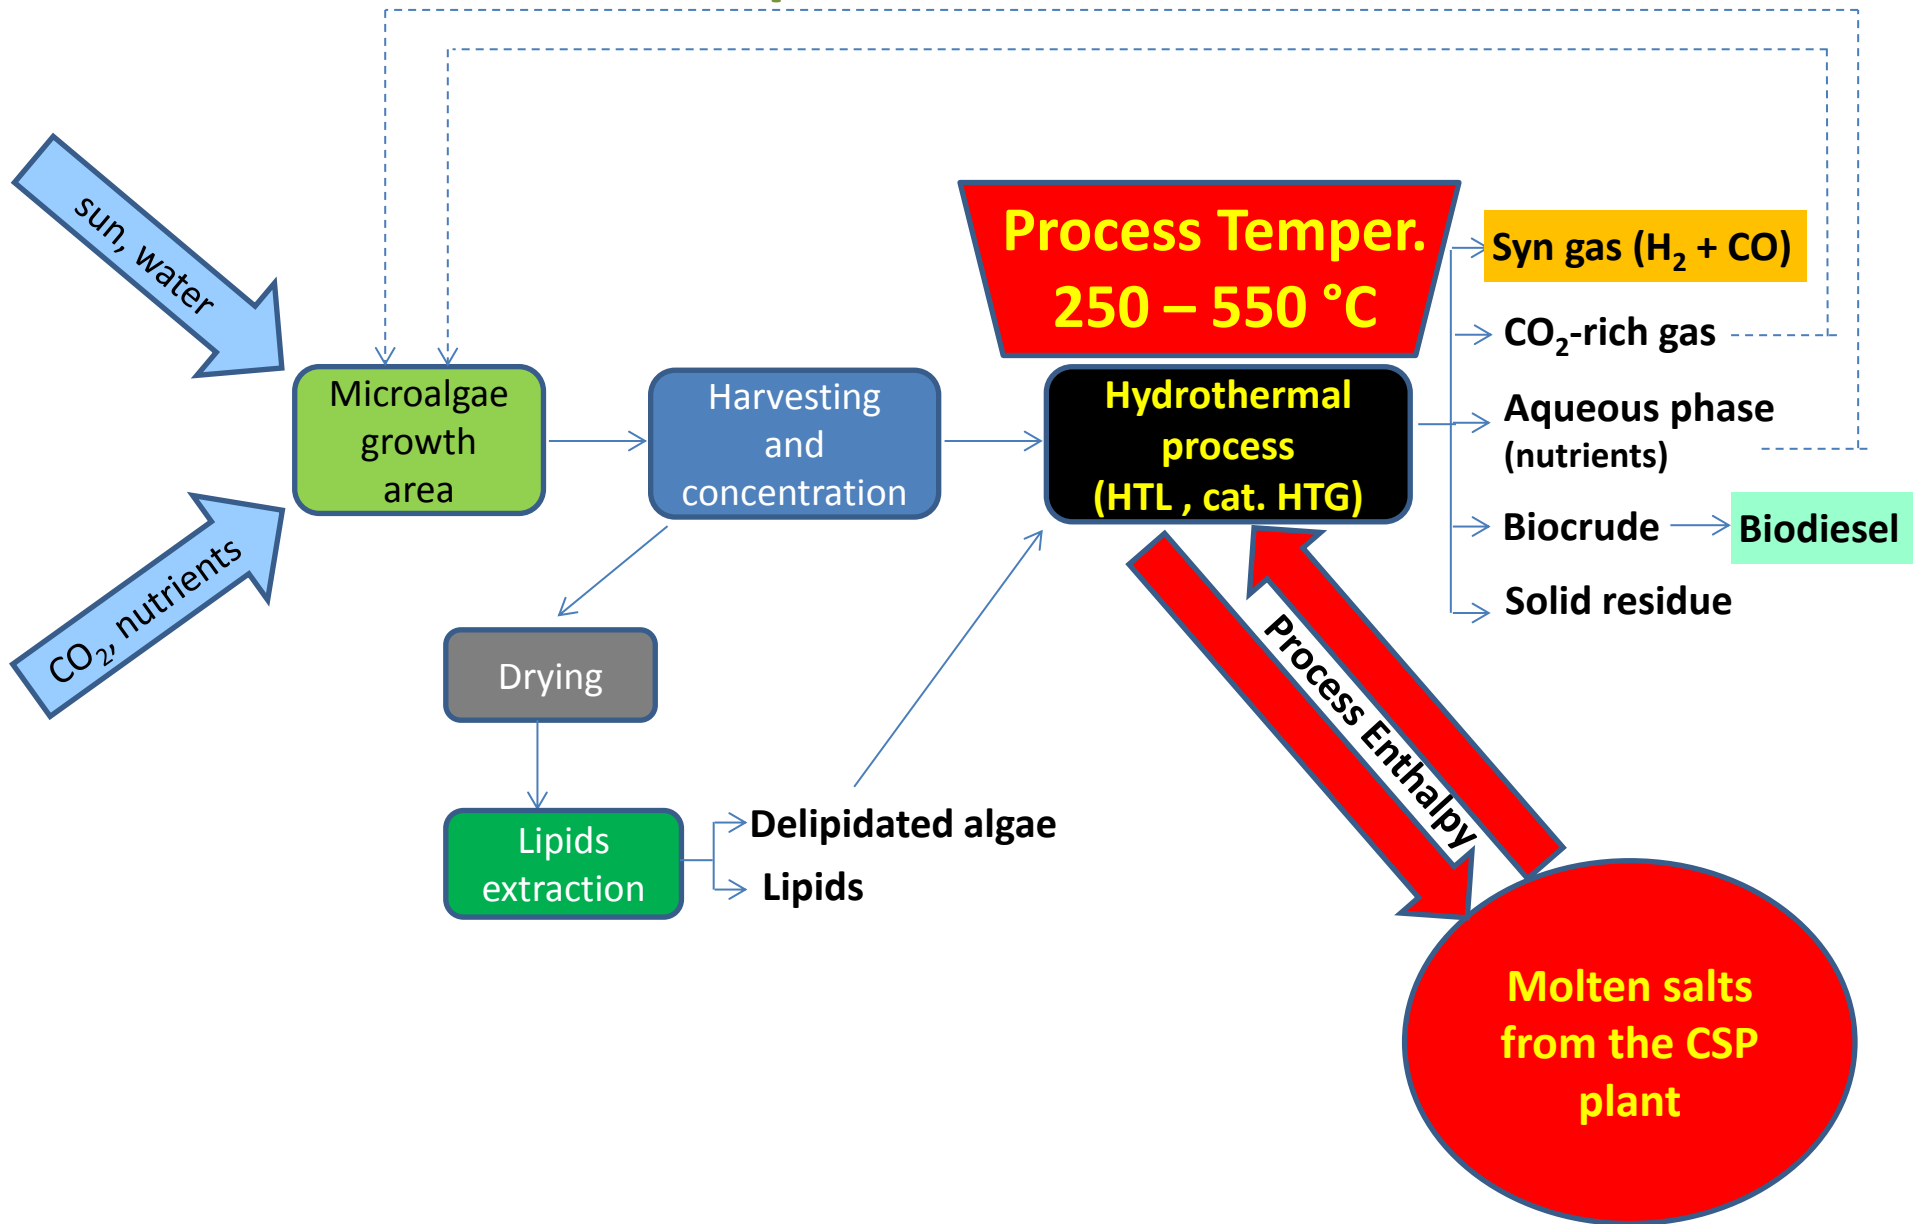 sun, water
CO₂, nutrients
Microalgae
growth
area
Harvesting
and
concentration
Process Temper.
250 – 550 °C
Hydrothermal
process
(HTL , cat. HTG)
Syn gas (H₂ + CO)
CO₂-rich gas
Aqueous phase
(nutrients)
Biocrude
Biodiesel
Solid residue
Drying
Lipids
extraction
Delipidated algae
Lipids
Process Enthalpy
Molten salts
from the CSP
plant